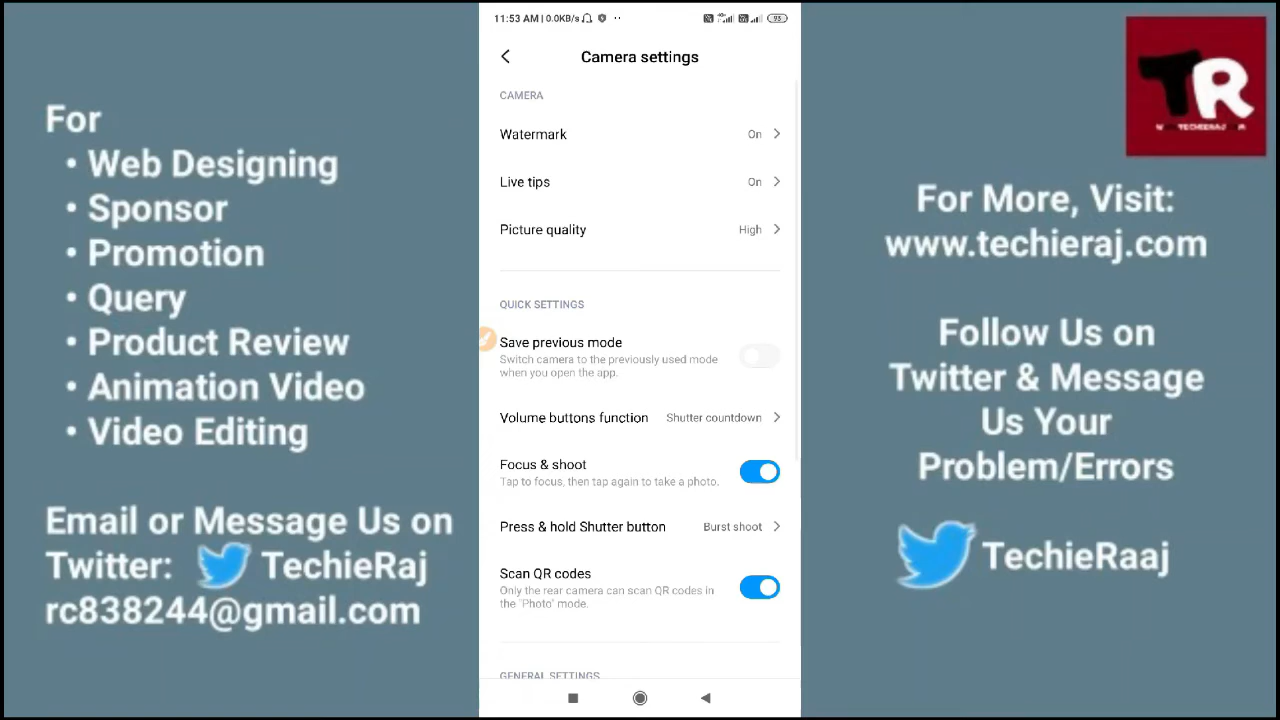 For
• Web Designing
• Sponsor
• Promotion
• Query
• Product Review
• Animation Video
• Video Editing
Email or Message Us on
Twitter: TechieRaj
rc838244@gmail.com
11:53 AM | 0.0KB/s
93
Camera settings
CAMERA
Watermark On
Live tips On
Picture quality High
QUICK SETTINGS
Save previous mode
Switch camera to the previously used mode
when you open the app.
Volume buttons function Shutter countdown
Focus & shoot
Tap to focus, then tap again to take a photo.
Press & hold Shutter button Burst shoot
Scan QR codes
Only the rear camera can scan QR codes in
the "Photo" mode.
GENERAL SETTINGS
TR
For More, Visit:
www.techieraj.com
Follow Us on
Twitter & Message
Us Your
Problem/Errors
TechieRaaj